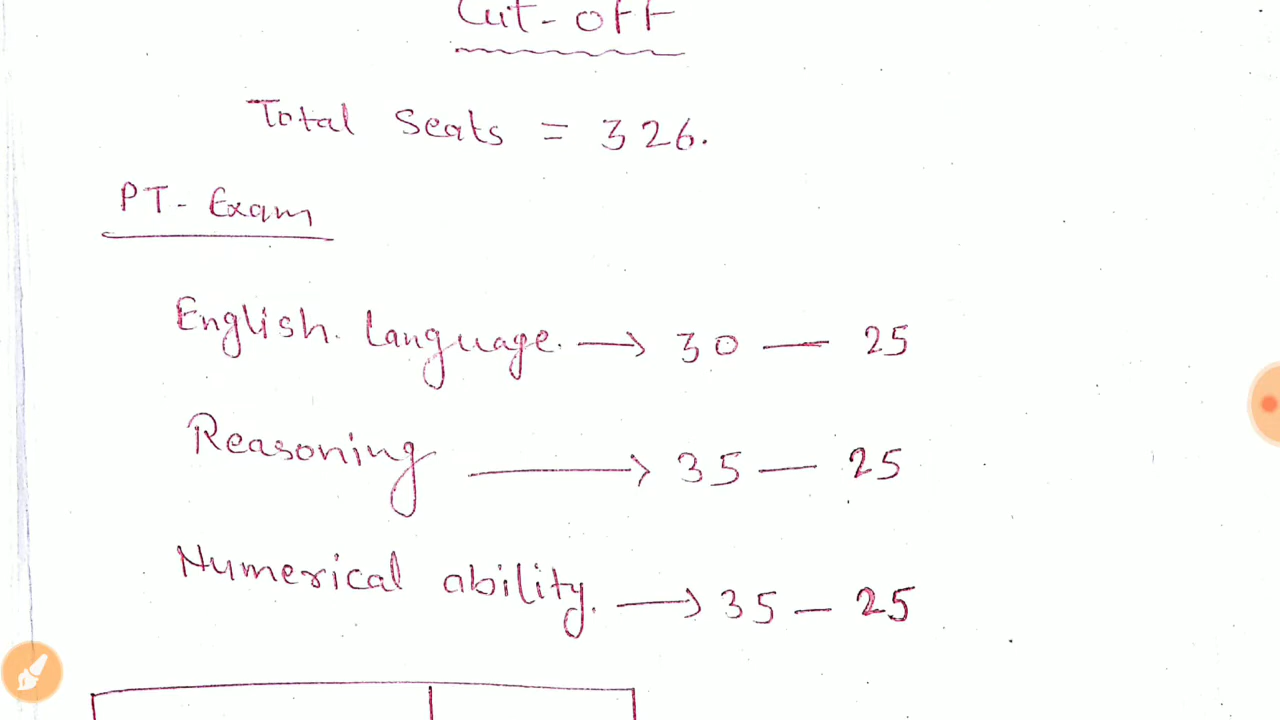 Cut-off
Total seats = 326.
PT- Exam
English. language. → 30 — 25
Reasoning → 35 — 25
Numerical ability. → 35 — 25